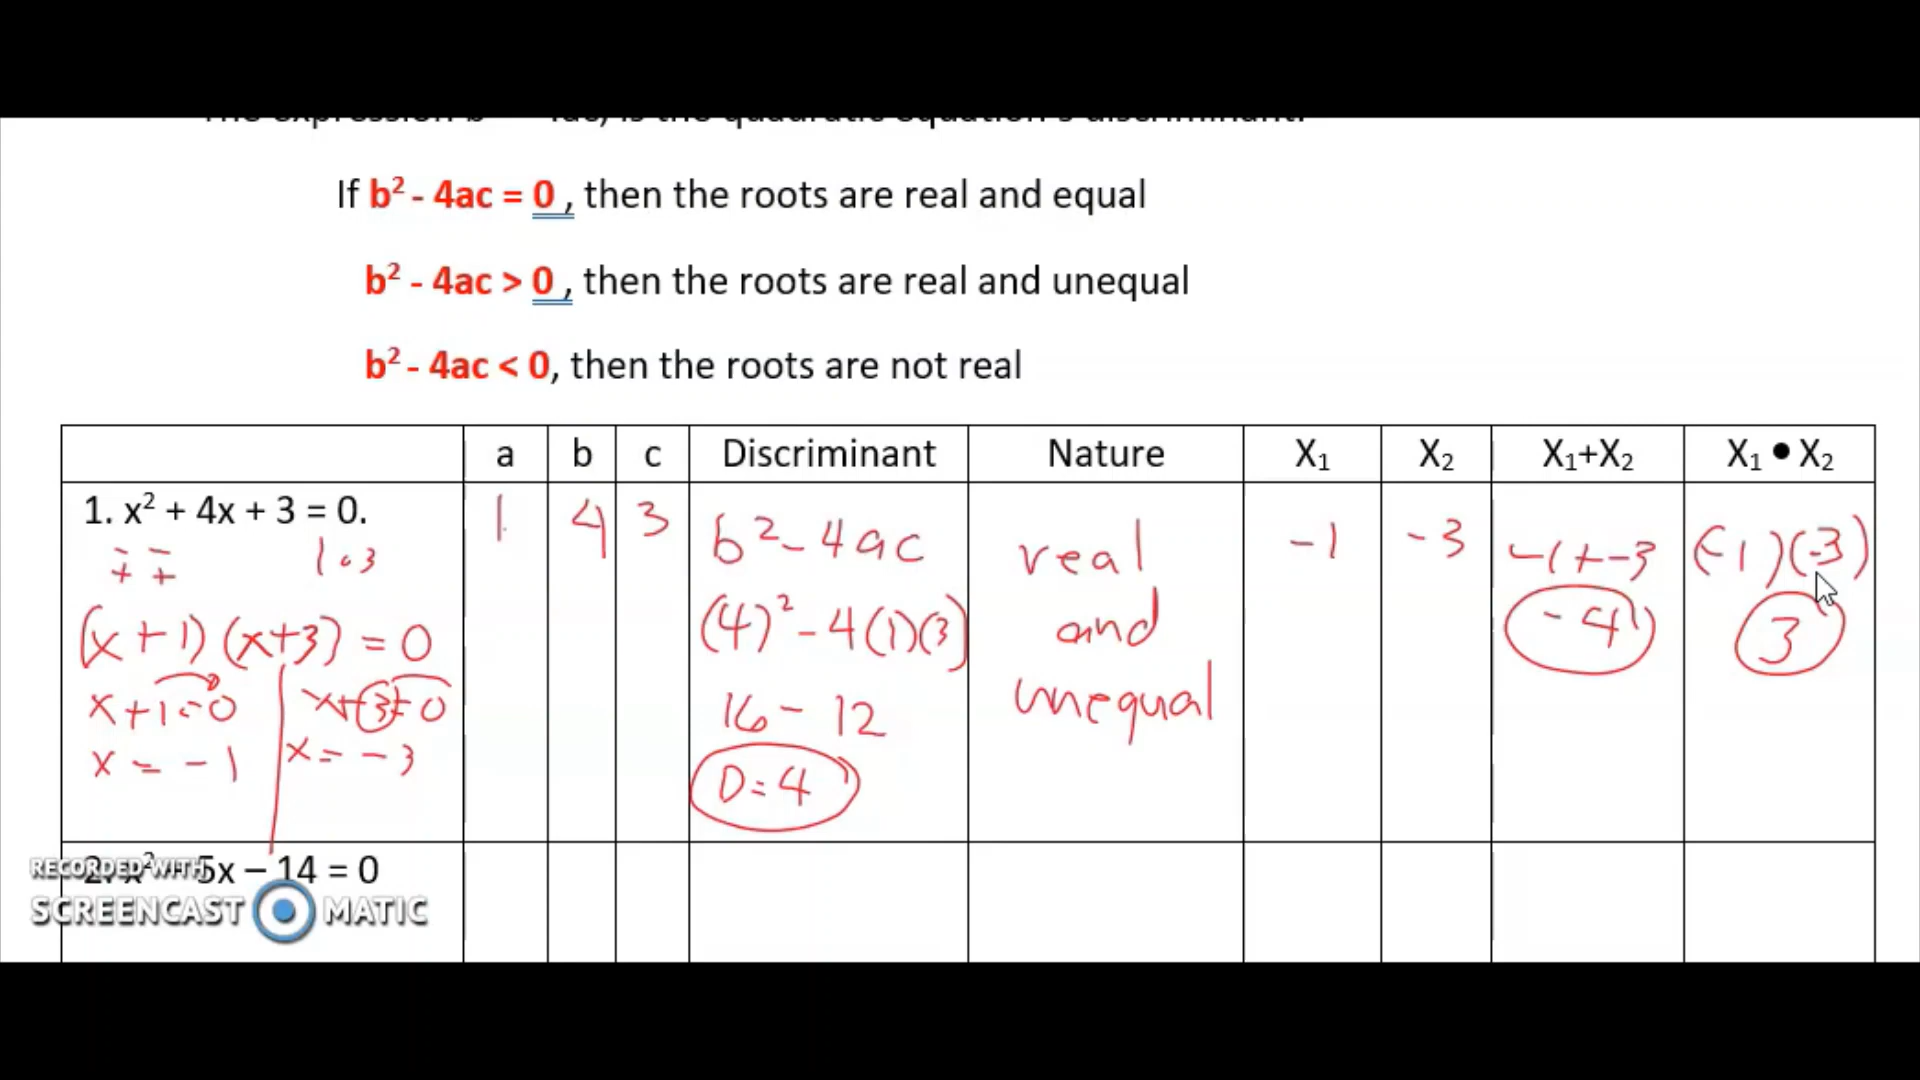 If b² - 4ac = 0 , then the roots are real and equal
b² - 4ac > 0 , then the roots are real and unequal
b² - 4ac < 0, then the roots are not real
a b c Discriminant Nature X₁ X₂ X₁+X₂ X₁ ● X₂
1. x² + 4x + 3 = 0.
1 · 3
(x + 1) (x+3) = 0
x+1=0
x+3=0
x = - 1
x = - 3
1
4
3
b² - 4ac
(4)² - 4(1)(3)
16 - 12
D = 4
real
and
unequal
- 1
- 3
-1 + -3
-4
(-1)(-3)
3
5x – 14 = 0
RECORDED WITH
SCREENCAST MATIC